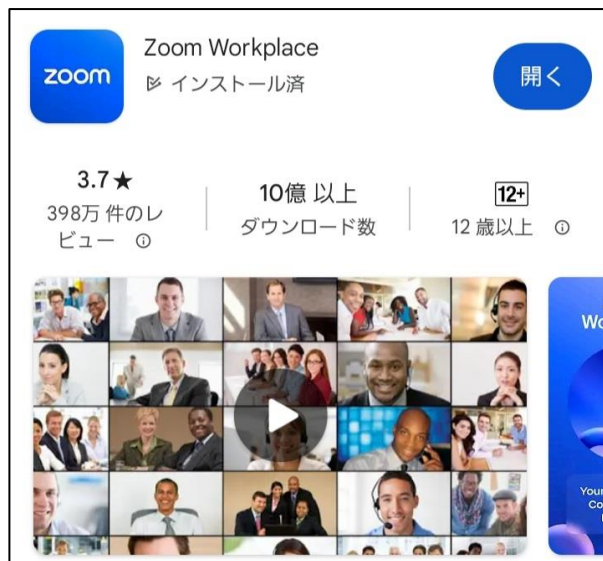 zoom
Zoom Workplace
インストール済
開く
3.7★
398万 件のレ
ビュー
10億 以上
ダウンロード数
12+
12 歳以上